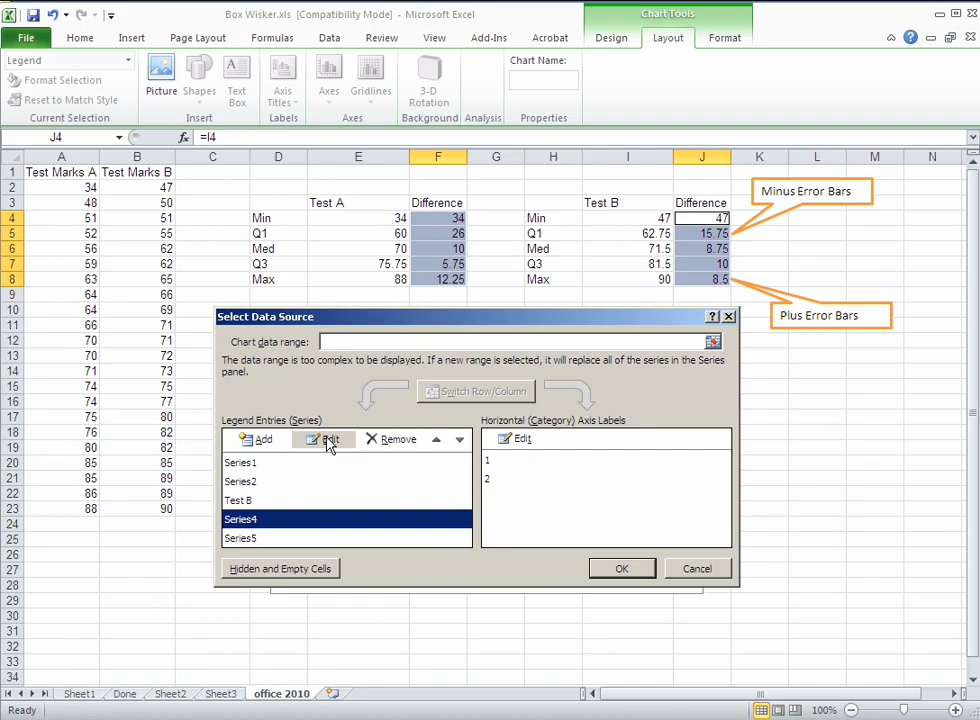 Box Wisker.xls [Compatibility Mode] - Microsoft Excel
Chart Tools
File Home Insert Page Layout Formulas Data Review View Add-Ins Acrobat Design Layout Format
Legend
Format Selection
Reset to Match Style
Current Selection
Picture Shapes Text Box
Insert
Axis Titles
Labels
Axes Gridlines
Axes
3-D Rotation
Background
Analysis
Chart Name:
Properties
J4 fx =I4
A B C D E F G H I J K L M N
1 Test Marks A Test Marks B
2 34 47
3 48 50 Test A Difference Test B Difference
4 51 51 Min 34 34 Min 47 47
5 52 55 Q1 60 26 Q1 62.75 15.75
6 56 62 Med 70 10 Med 71.5 8.75
7 59 62 Q3 75.75 5.75 Q3 81.5 10
8 63 65 Max 88 12.25 Max 90 8.5
9 64 66
10 64 69
11 66 71
12 70 71
13 70 72
14 71 73
15 74 75
16 74 77
17 75 80
18 76 82
19 80 82
20 85 85
21 85 89
22 86 89
23 88 90
24
25
26
27
28
29
30
31
32
33
34
Minus Error Bars
Plus Error Bars
Select Data Source
Chart data range:
The data range is too complex to be displayed. If a new range is selected, it will replace all of the series in the Series
panel.
Switch Row/Column
Legend Entries (Series) Horizontal (Category) Axis Labels
Add Edit Remove Edit
Series1 1
Series2 2
Test B
Series4
Series5
Hidden and Empty Cells OK Cancel
Sheet1 Done Sheet2 Sheet3 office 2010
Ready 100%